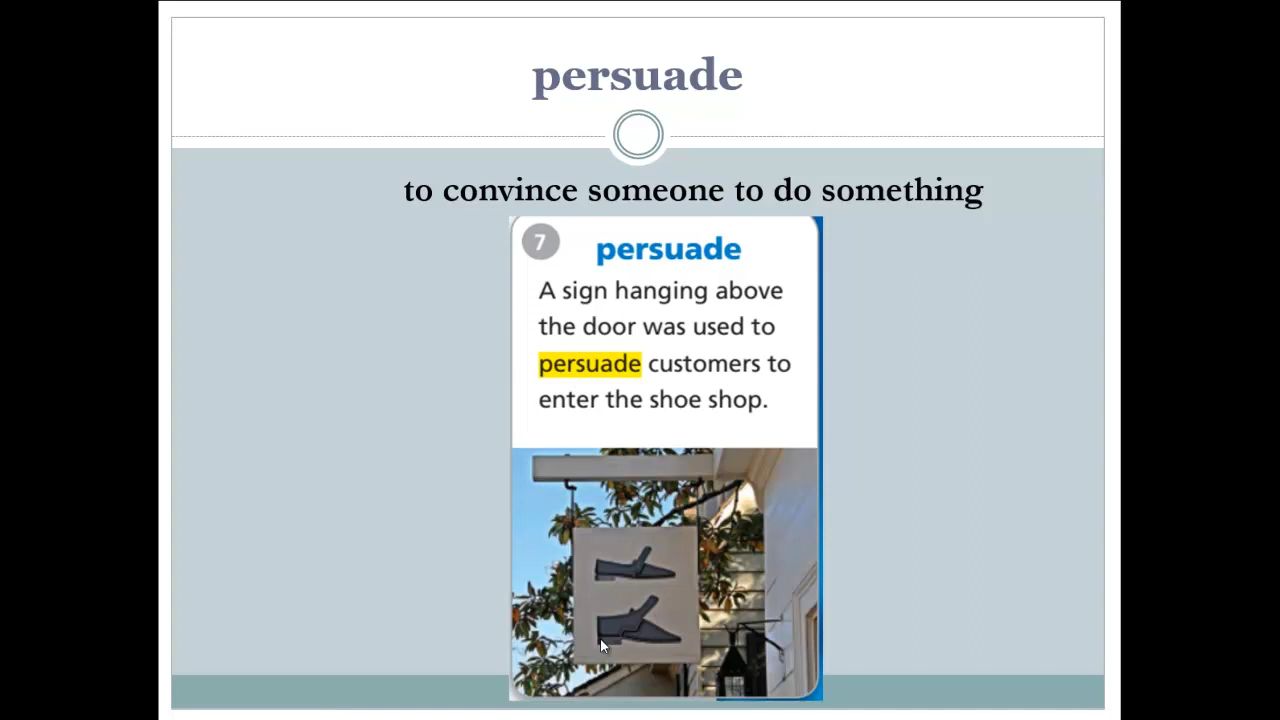 persuade
to convince someone to do something
7
persuade
A sign hanging above
the door was used to
persuade customers to
enter the shoe shop.